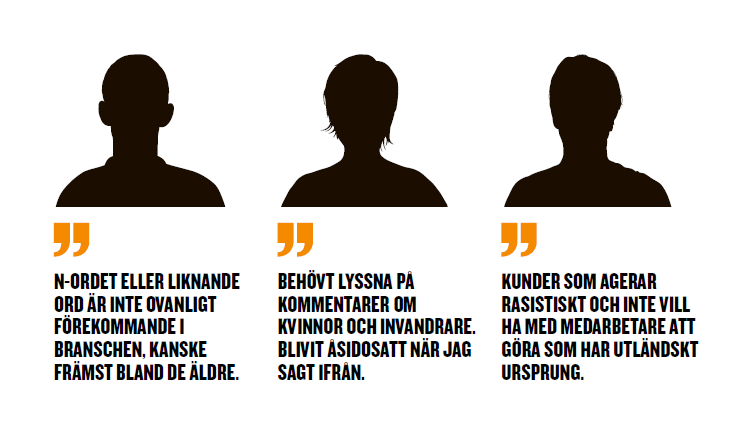 ”
N-ORDET ELLER LIKNANDE
ORD ÄR INTE OVANLIGT
FÖREKOMMANDE I
BRANSCHEN, KANSKE
FRÄMST BLAND DE ÄLDRE.
”
BEHÖVT LYSSNA PÅ
KOMMENTARER OM
KVINNOR OCH INVANDRARE.
BLIVIT ÅSIDOSATT NÄR JAG
SAGT IFRÅN.
”
KUNDER SOM AGERAR
RASISTISKT OCH INTE VILL
HA MED MEDARBETARE ATT
GÖRA SOM HAR UTLÄNDSKT
URSPRUNG.